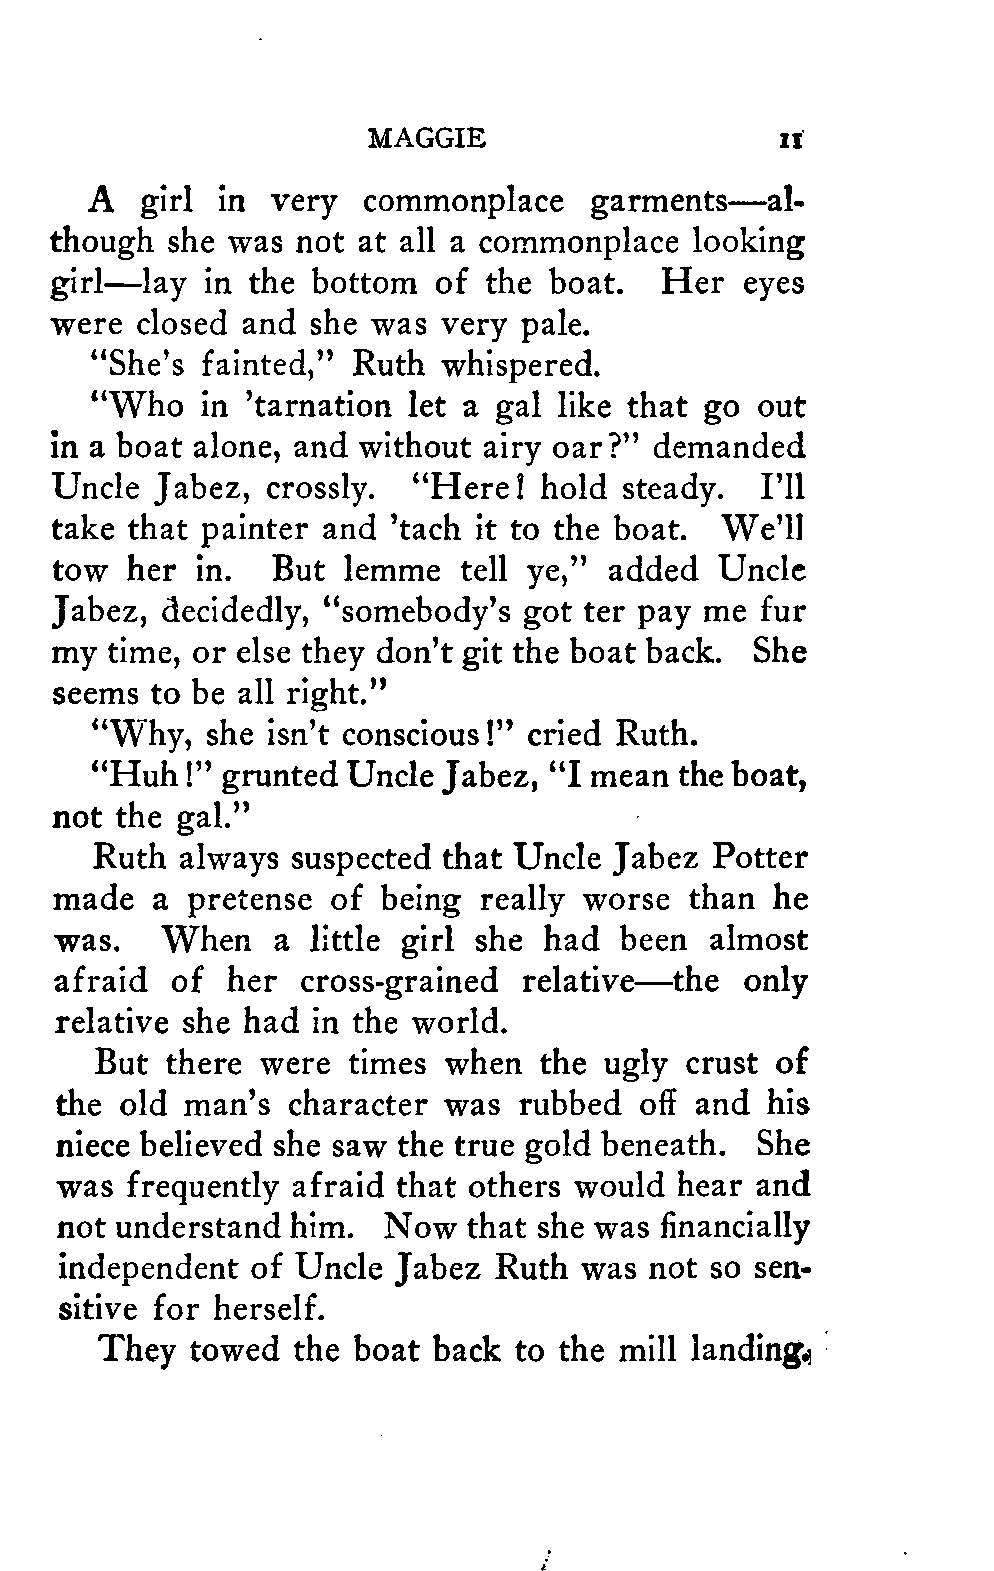 MAGGIE 11
A girl in very commonplace garments—al-
though she was not at all a commonplace looking
girl—lay in the bottom of the boat. Her eyes
were closed and she was very pale.
"She's fainted," Ruth whispered.
"Who in 'tarnation let a gal like that go out
in a boat alone, and without airy oar?" demanded
Uncle Jabez, crossly. "Here! hold steady. I'll
take that painter and 'tach it to the boat. We'll
tow her in. But lemme tell ye," added Uncle
Jabez, decidedly, "somebody's got ter pay me fur
my time, or else they don't git the boat back. She
seems to be all right."
"Why, she isn't conscious!" cried Ruth.
"Huh!" grunted Uncle Jabez, "I mean the boat,
not the gal."
Ruth always suspected that Uncle Jabez Potter
made a pretense of being really worse than he
was. When a little girl she had been almost
afraid of her cross-grained relative—the only
relative she had in the world.
But there were times when the ugly crust of
the old man's character was rubbed off and his
niece believed she saw the true gold beneath. She
was frequently afraid that others would hear and
not understand him. Now that she was financially
independent of Uncle Jabez Ruth was not so sen-
sitive for herself.
They towed the boat back to the mill landing.